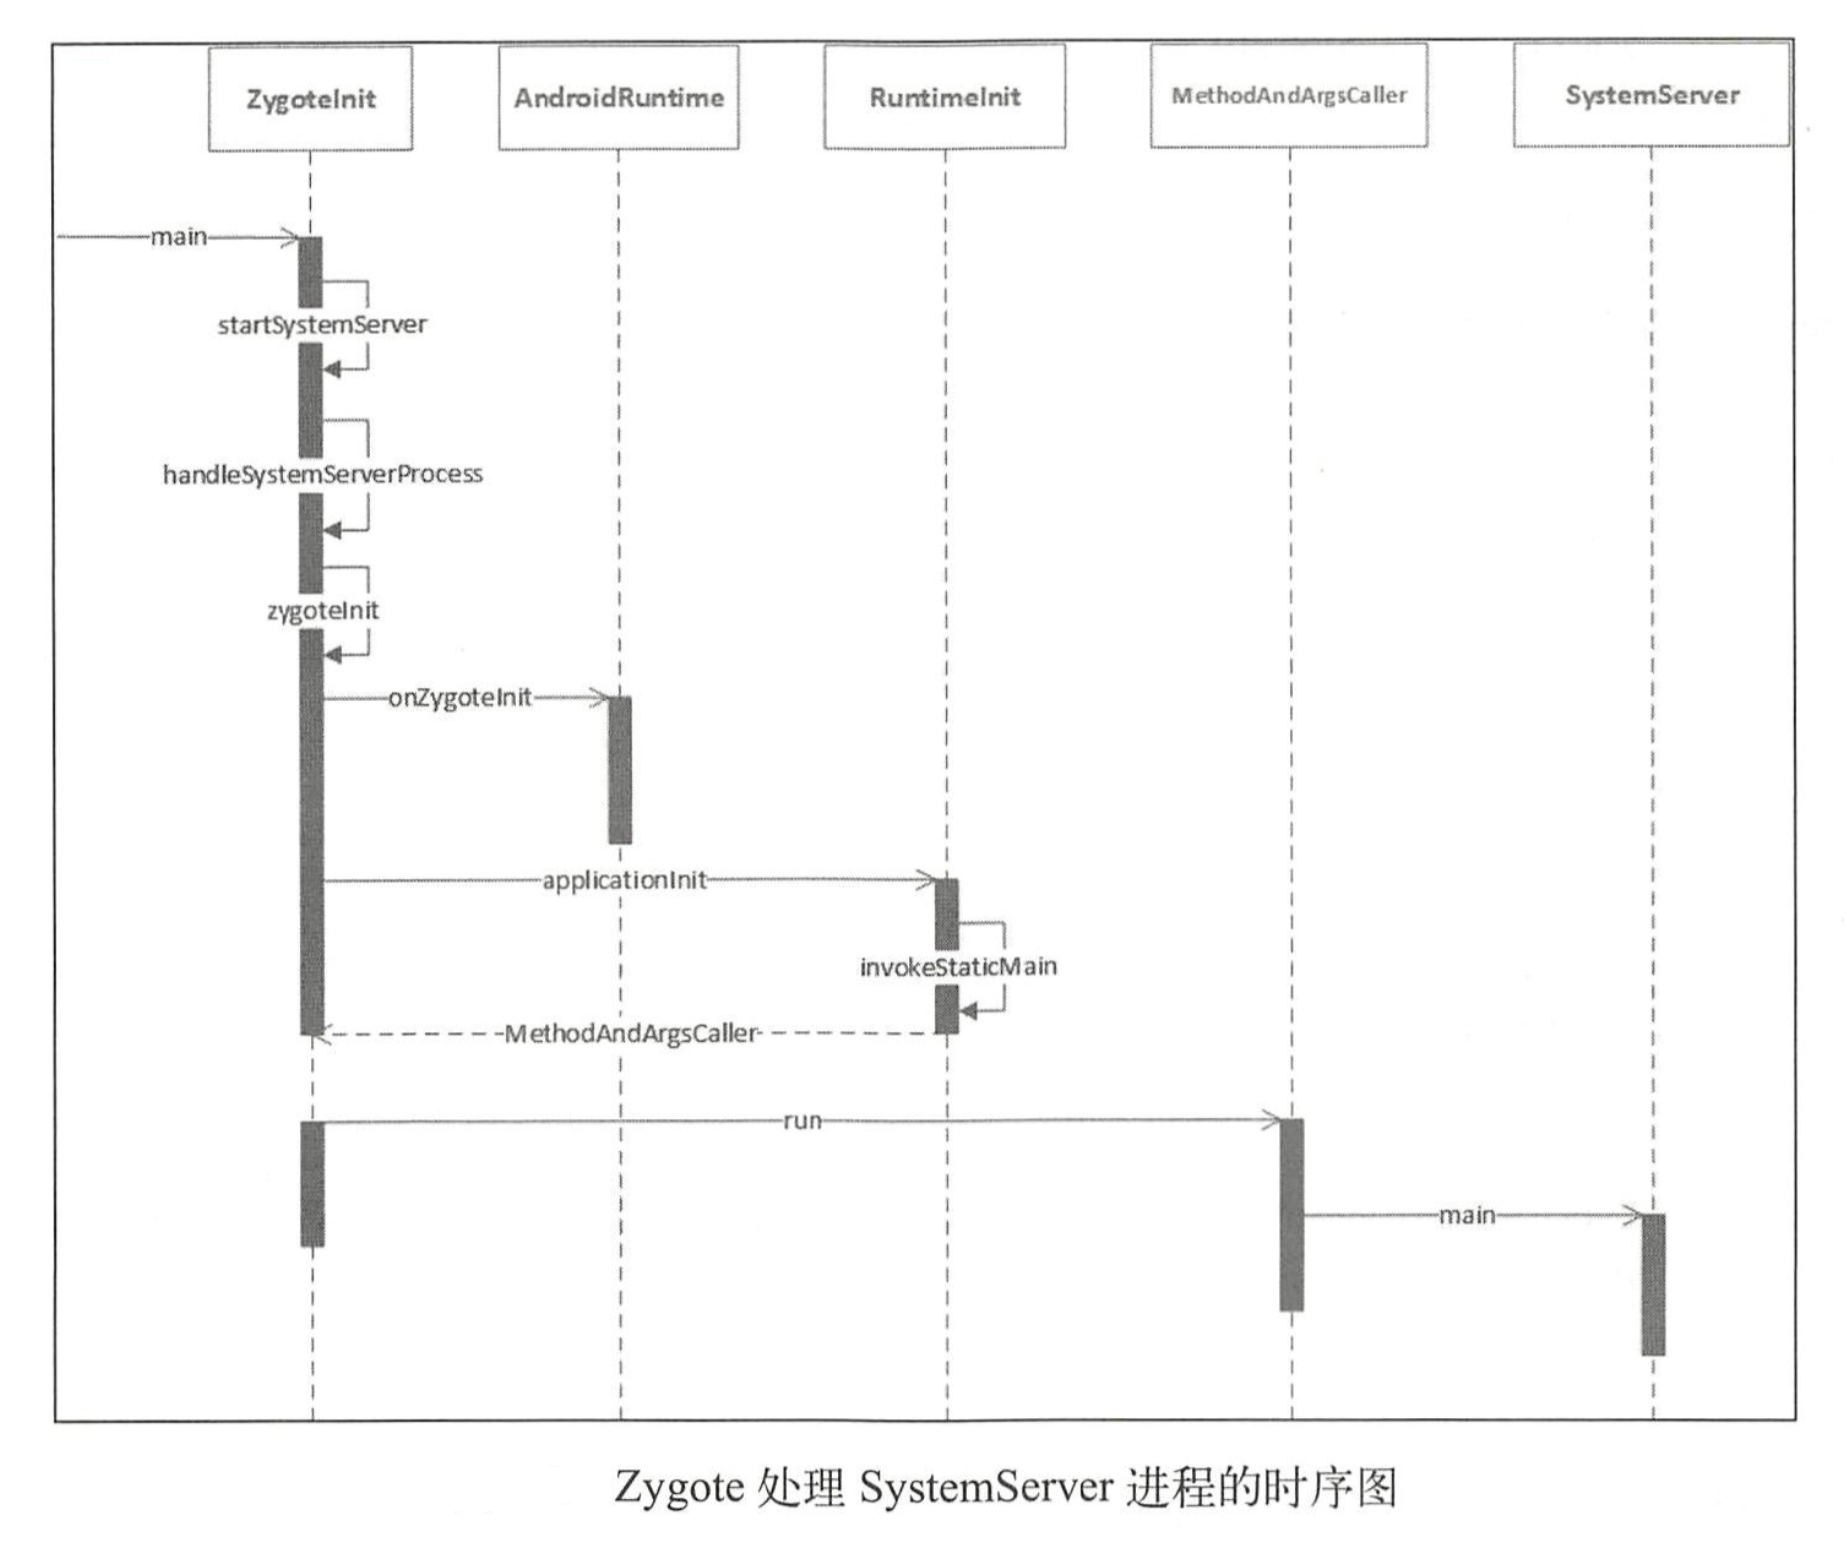 ZygoteInit
AndroidRuntime
RuntimeInit
MethodAndArgsCaller
SystemServer
main
startSystemServer
handleSystemServerProcess
zygoteInit
onZygoteInit
applicationInit
invokeStaticMain
MethodAndArgsCaller
run
main
Zygote 处理 SystemServer 进程的时序图